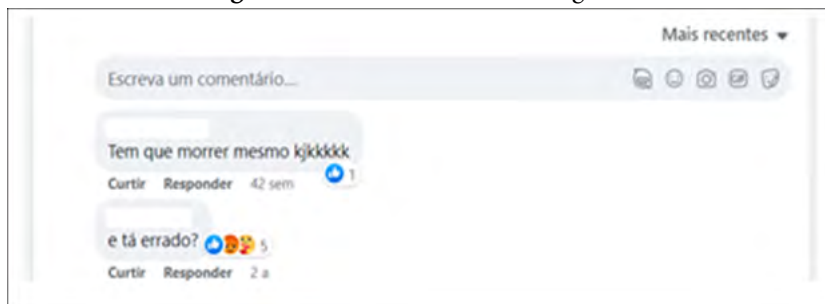 Mais recentes
Escreva um comentário...
GIF
Tem que morrer mesmo kjkkkkk
1
Curtir Responder 42 sem
e tá errado? 5
Curtir Responder 2 a